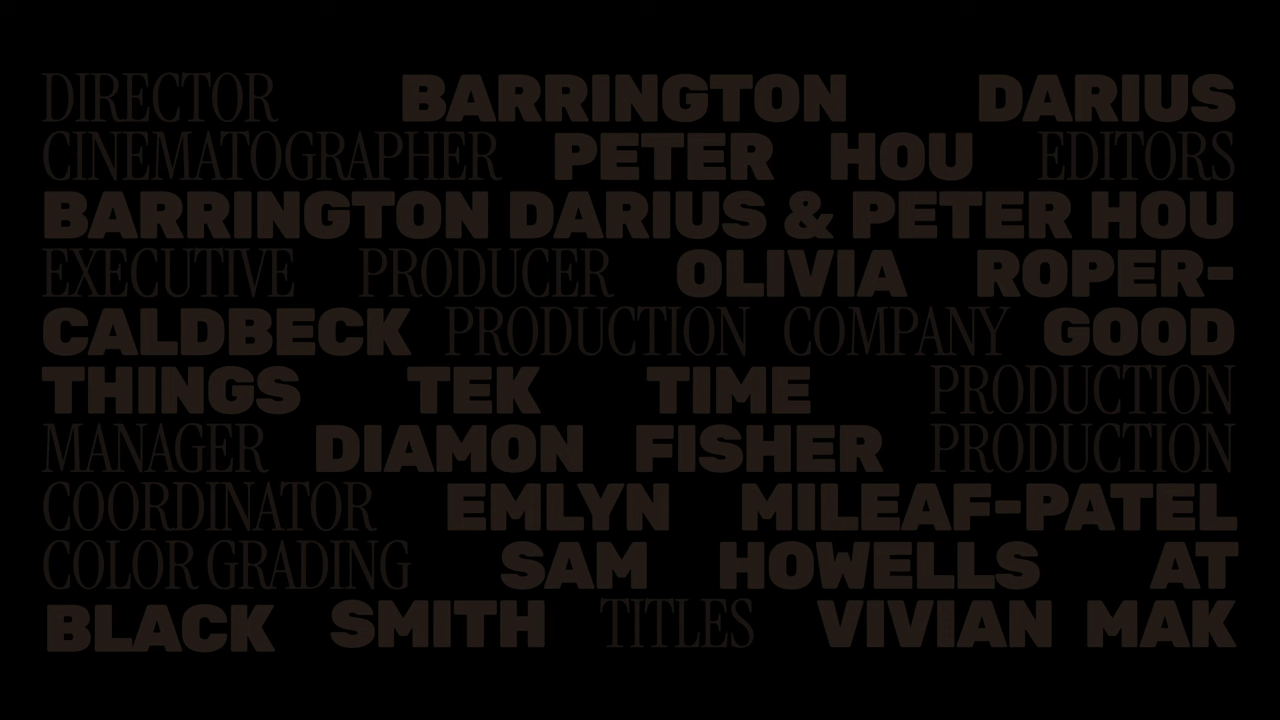 DIRECTOR BARRINGTON DARIUS
CINEMATOGRAPHER PETER HOU EDITORS
BARRINGTON DARIUS & PETER HOU
EXECUTIVE PRODUCER OLIVIA ROPER-
CALDBECK PRODUCTION COMPANY GOOD
THINGS TEK TIME PRODUCTION
MANAGER DIAMON FISHER PRODUCTION
COORDINATOR EMLYN MILEAF-PATEL
COLOR GRADING SAM HOWELLS AT
BLACK SMITH TITLES VIVIAN MAK